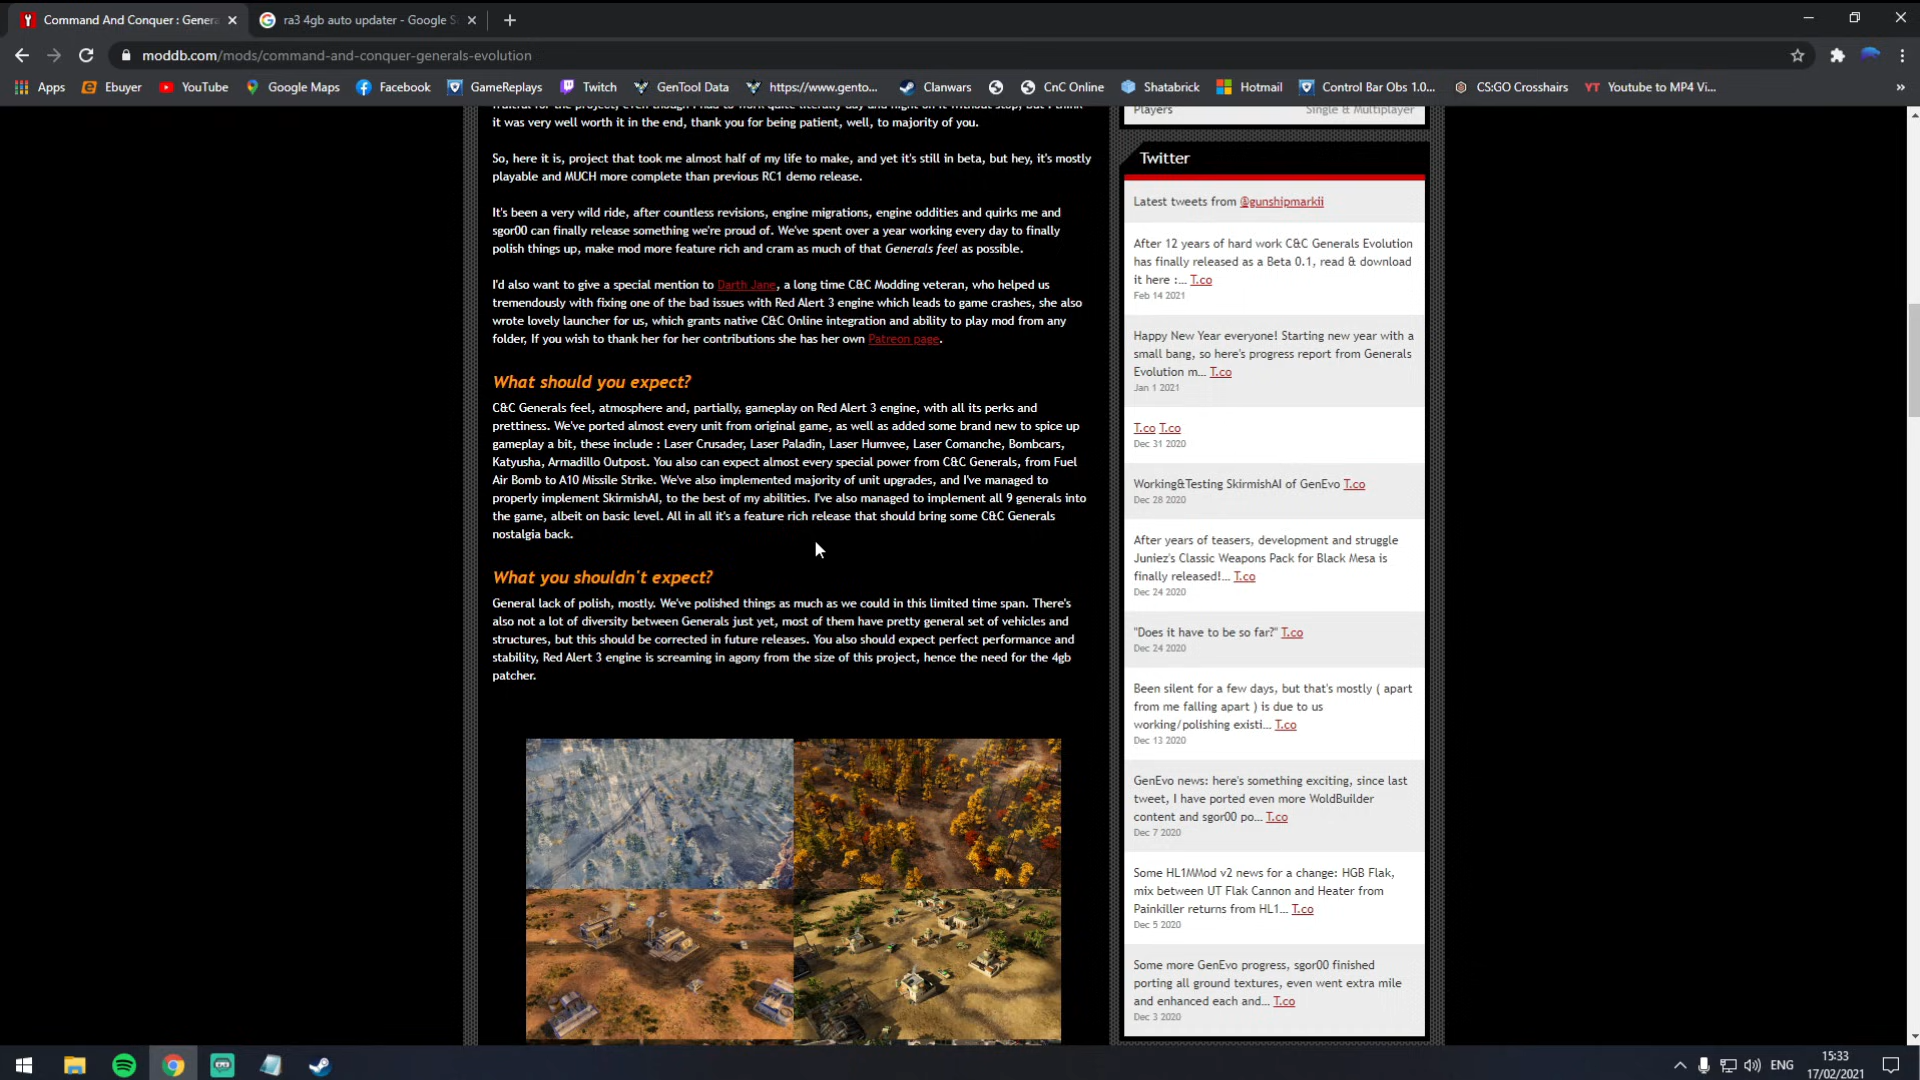 Command And Conquer : Genera
ra3 4gb auto updater - Google S
moddb.com/mods/command-and-conquer-generals-evolution
Apps Ebuyer YouTube Google Maps Facebook GameReplays Twitch GenTool Data https://www.gento... Clanwars CnC Online Shatabrick Hotmail Control Bar Obs 1.0... CS:GO Crosshairs Youtube to MP4 Vi... »
it was very well worth it in the end, thank you for being patient, well, to majority of you.
So, here it is, project that took me almost half of my life to make, and yet it's still in beta, but hey, it's mostly
playable and MUCH more complete than previous RC1 demo release.
It's been a very wild ride, after countless revisions, engine migrations, engine oddities and quirks me and
sgor00 can finally release something we're proud of. We've spent over a year working every day to finally
polish things up, make mod more feature rich and cram as much of that Generals feel as possible.
I'd also want to give a special mention to Darth Jane, a long time C&C Modding veteran, who helped us
tremendously with fixing one of the bad issues with Red Alert 3 engine which leads to game crashes, she also
wrote lovely launcher for us, which grants native C&C Online integration and ability to play mod from any
folder, If you wish to thank her for her contributions she has her own Patreon page.
What should you expect?
C&C Generals feel, atmosphere and, partially, gameplay on Red Alert 3 engine, with all its perks and
prettiness. We've ported almost every unit from original game, as well as added some brand new to spice up
gameplay a bit, these include : Laser Crusader, Laser Paladin, Laser Humvee, Laser Comanche, Bombcars,
Katyusha, Armadillo Outpost. You also can expect almost every special power from C&C Generals, from Fuel
Air Bomb to A10 Missile Strike. We've also implemented majority of unit upgrades, and I've managed to
properly implement SkirmishAI, to the best of my abilities. I've also managed to implement all 9 generals into
the game, albeit on basic level. All in all it's a feature rich release that should bring some C&C Generals
nostalgia back.
What you shouldn't expect?
General lack of polish, mostly. We've polished things as much as we could in this limited time span. There's
also not a lot of diversity between Generals just yet, most of them have pretty general set of vehicles and
structures, but this should be corrected in future releases. You also should expect perfect performance and
stability, Red Alert 3 engine is screaming in agony from the size of this project, hence the need for the 4gb
patcher.
Players Single & Multiplayer
Twitter
Latest tweets from @gunshipmarkii
After 12 years of hard work C&C Generals Evolution
has finally released as a Beta 0.1, read & download
it here :... T.co
Feb 14 2021
Happy New Year everyone! Starting new year with a
small bang, so here's progress report from Generals
Evolution m... T.co
Jan 1 2021
T.co T.co
Dec 31 2020
Working&Testing SkirmishAI of GenEvo T.co
Dec 28 2020
After years of teasers, development and struggle
Juniez's Classic Weapons Pack for Black Mesa is
finally released!... T.co
Dec 24 2020
"Does it have to be so far?" T.co
Dec 24 2020
Been silent for a few days, but that's mostly ( apart
from me falling apart ) is due to us
working/polishing existi... T.co
Dec 13 2020
GenEvo news: here's something exciting, since last
tweet, I have ported even more WoldBuilder
content and sgor00 po... T.co
Dec 7 2020
Some HL1MMod v2 news for a change: HGB Flak,
mix between UT Flak Cannon and Heater from
Painkiller returns from HL1... T.co
Dec 5 2020
Some more GenEvo progress, sgor00 finished
porting all ground textures, even went extra mile
and enhanced each and... T.co
Dec 3 2020
ENG
15:33
17/02/2021